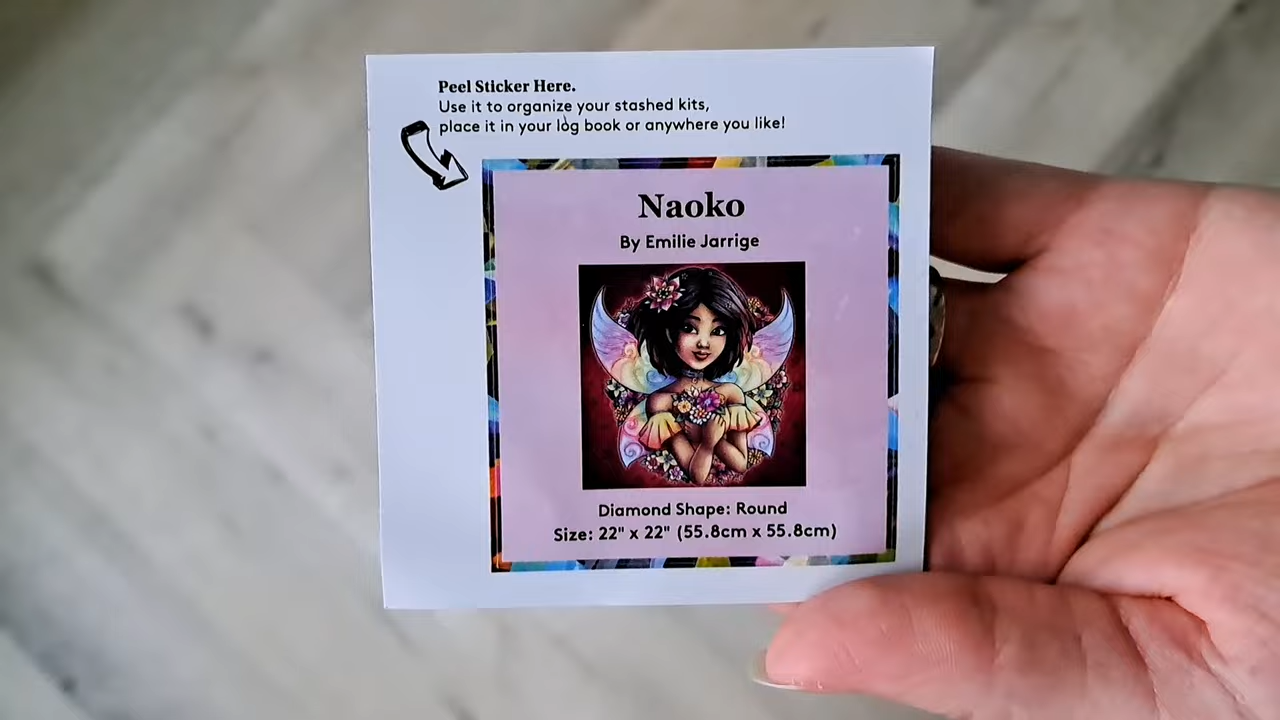 Peel Sticker Here.
Use it to organize your stashed kits,
place it in your log book or anywhere you like!
Naoko
By Emilie Jarrige
Diamond Shape: Round
Size: 22" x 22" (55.8cm x 55.8cm)